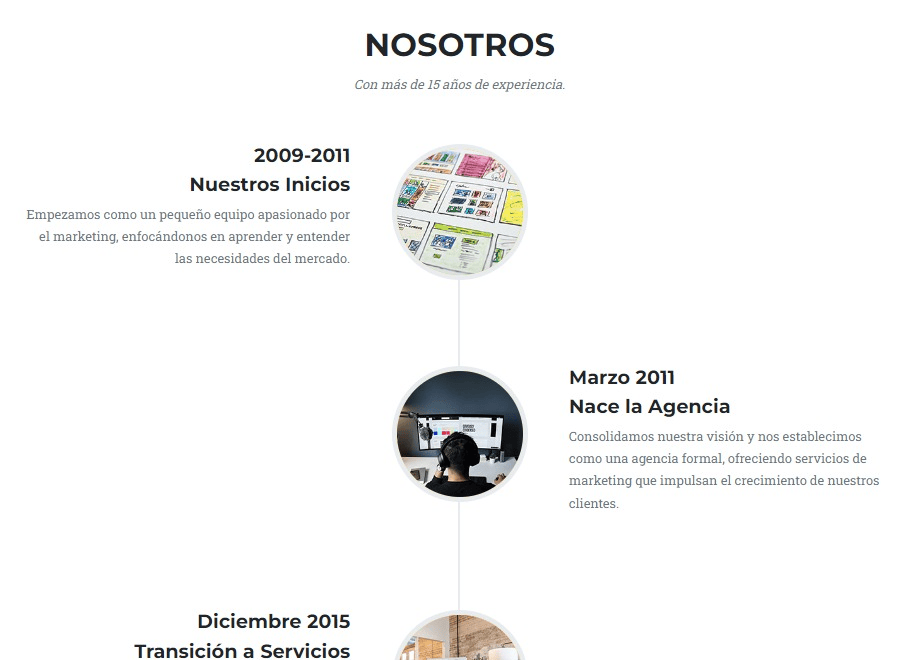 NOSOTROS
Con más de 15 años de experiencia.
2009-2011
Nuestros Inicios
Empezamos como un pequeño equipo apasionado por
el marketing, enfocándonos en aprender y entender
las necesidades del mercado.
Marzo 2011
Nace la Agencia
Consolidamos nuestra visión y nos establecimos
como una agencia formal, ofreciendo servicios de
marketing que impulsan el crecimiento de nuestros
clientes.
Diciembre 2015
Transición a Servicios